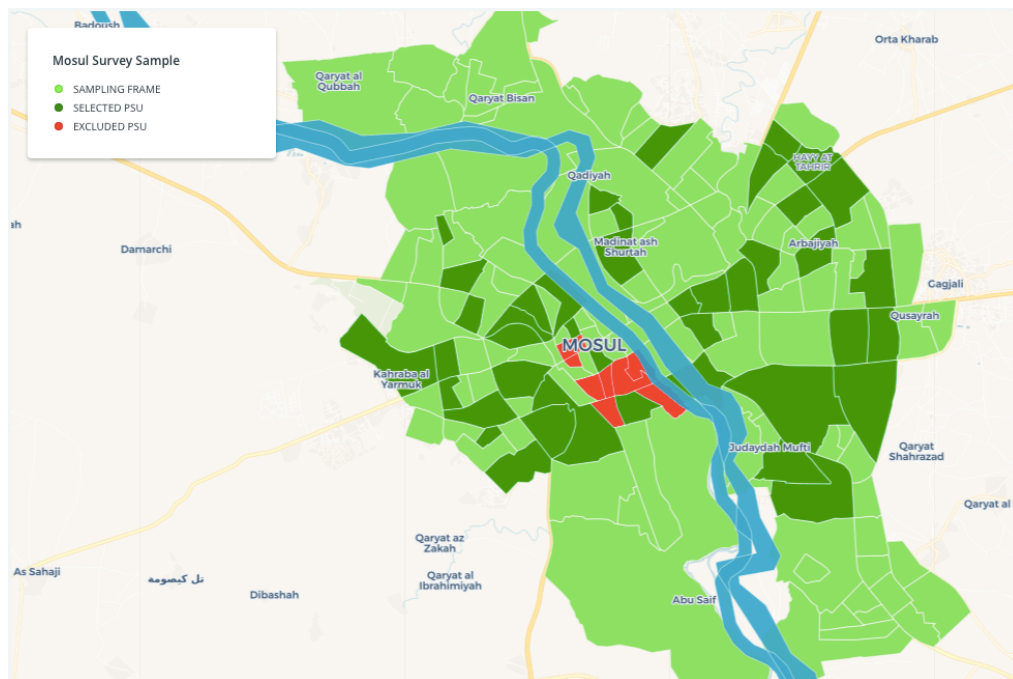 Badoush
Mosul Survey Sample
SAMPLING FRAME
SELECTED PSU
EXCLUDED PSU
Orta Kharab
Qaryat al
Qubbah
Qaryat Bisan
HAYY AT
TAHRIR
Qadiyah
ah
Damarchi
Madinat ash
Shurtah
Arbajiyah
Gagjali
Qusayrah
MOSUL
Kahraba al
Yarmuk
Judaydah Mufti
Qaryat
Shahrazad
Qaryat al
Qaryat az
Zakah
As Sahaji
تل كيصومة
Qaryat al
Ibrahimiyah
Dibashah
Abu Saif